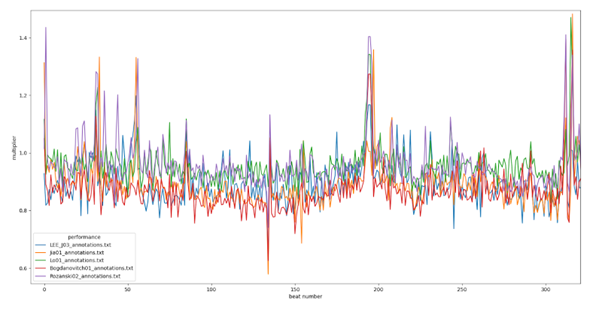 1.4
1.2
1.0
0.8
0.6
multiplier
performance
LEE_J03_annotations.txt
Jia01_annotations.txt
Lo01_annotations.txt
Bogdanovitch01_annotations.txt
Rozanski02_annotations.txt
0
50
100
150
200
250
300
beat number